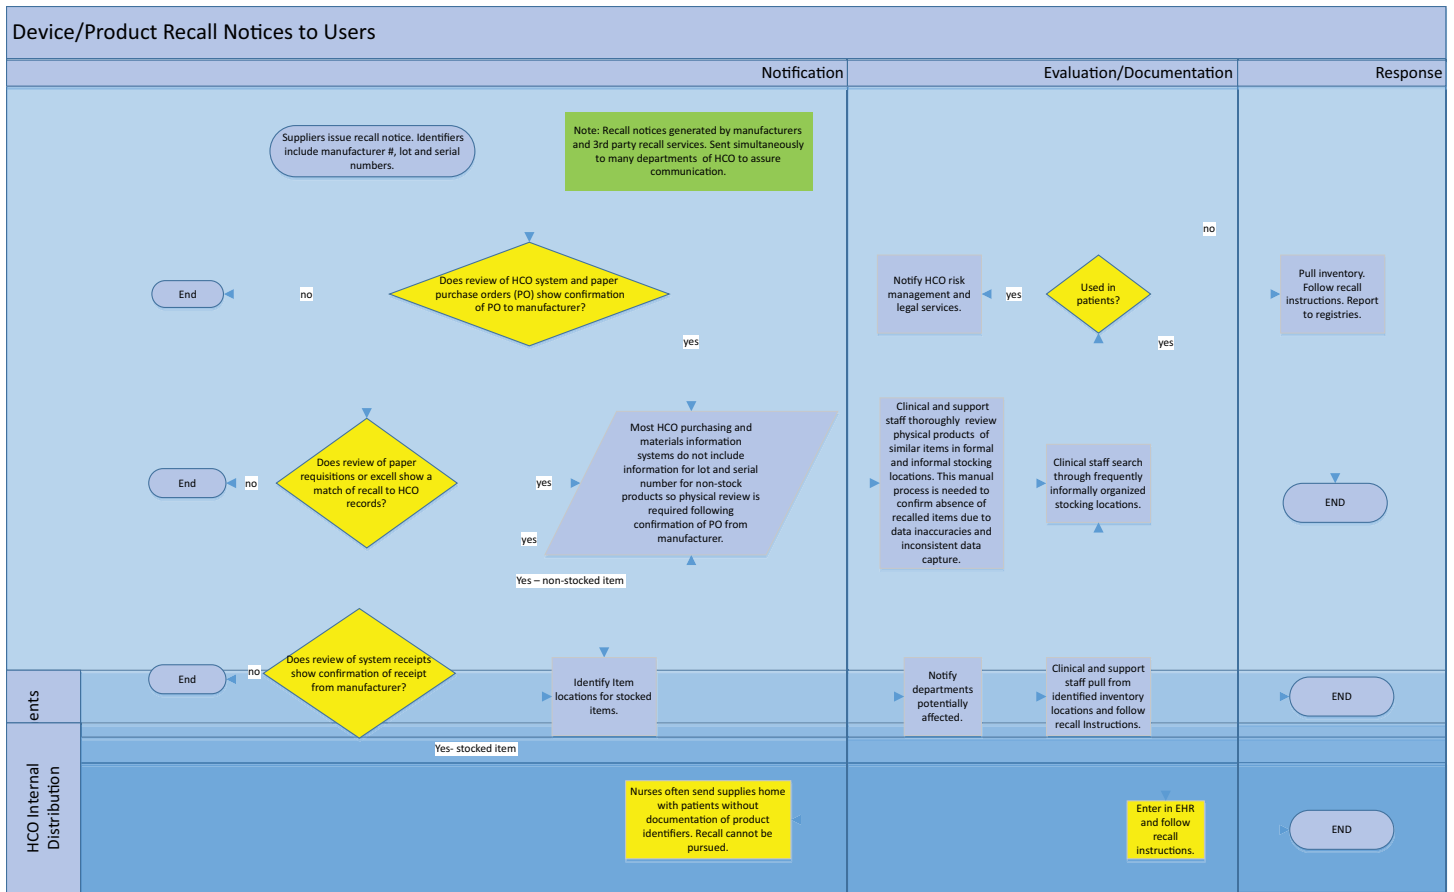 Device/Product Recall Notices to Users
Notification
Evaluation/Documentation
Response
Suppliers issue recall notice. Identifiers
include manufacturer #, lot and serial
numbers.
Note: Recall notices generated by manufacturers
and 3rd party recall services. Sent simultaneously
to many departments of HCO to assure
communication.
no
End
no
Does review of HCO system and paper
purchase orders (PO) show confirmation
of PO to manufacturer?
yes
Notify HCO risk
management and
legal services.
yes
Used in
patients?
yes
Pull inventory.
Follow recall
instructions. Report
to registries.
End
no
Does review of paper
requisitions or excell show a
match of recall to HCO
records?
yes
yes
Most HCO purchasing and
materials information
systems do not include
information for lot and serial
number for non-stock
products so physical review is
required following
confirmation of PO from
manufacturer.
Yes – non-stocked item
Clinical and support
staff thoroughly review
physical products of
similar items in formal
and informal stocking
locations. This manual
process is needed to
confirm absence of
recalled items due to
data inaccuracies and
inconsistent data
capture.
Clinical staff search
through frequently
informally organized
stocking locations.
END
End
no
Does review of system receipts
show confirmation of receipt
from manufacturer?
Identify Item
locations for stocked
items.
Notify
departments
potentially
affected.
Clinical and support
staff pull from
identified inventory
locations and follow
recall Instructions.
END
ents
Yes- stocked item
HCO Internal
Distribution
Nurses often send supplies home
with patients without
documentation of product
identifiers. Recall cannot be
pursued.
Enter in EHR
and follow
recall
instructions.
END